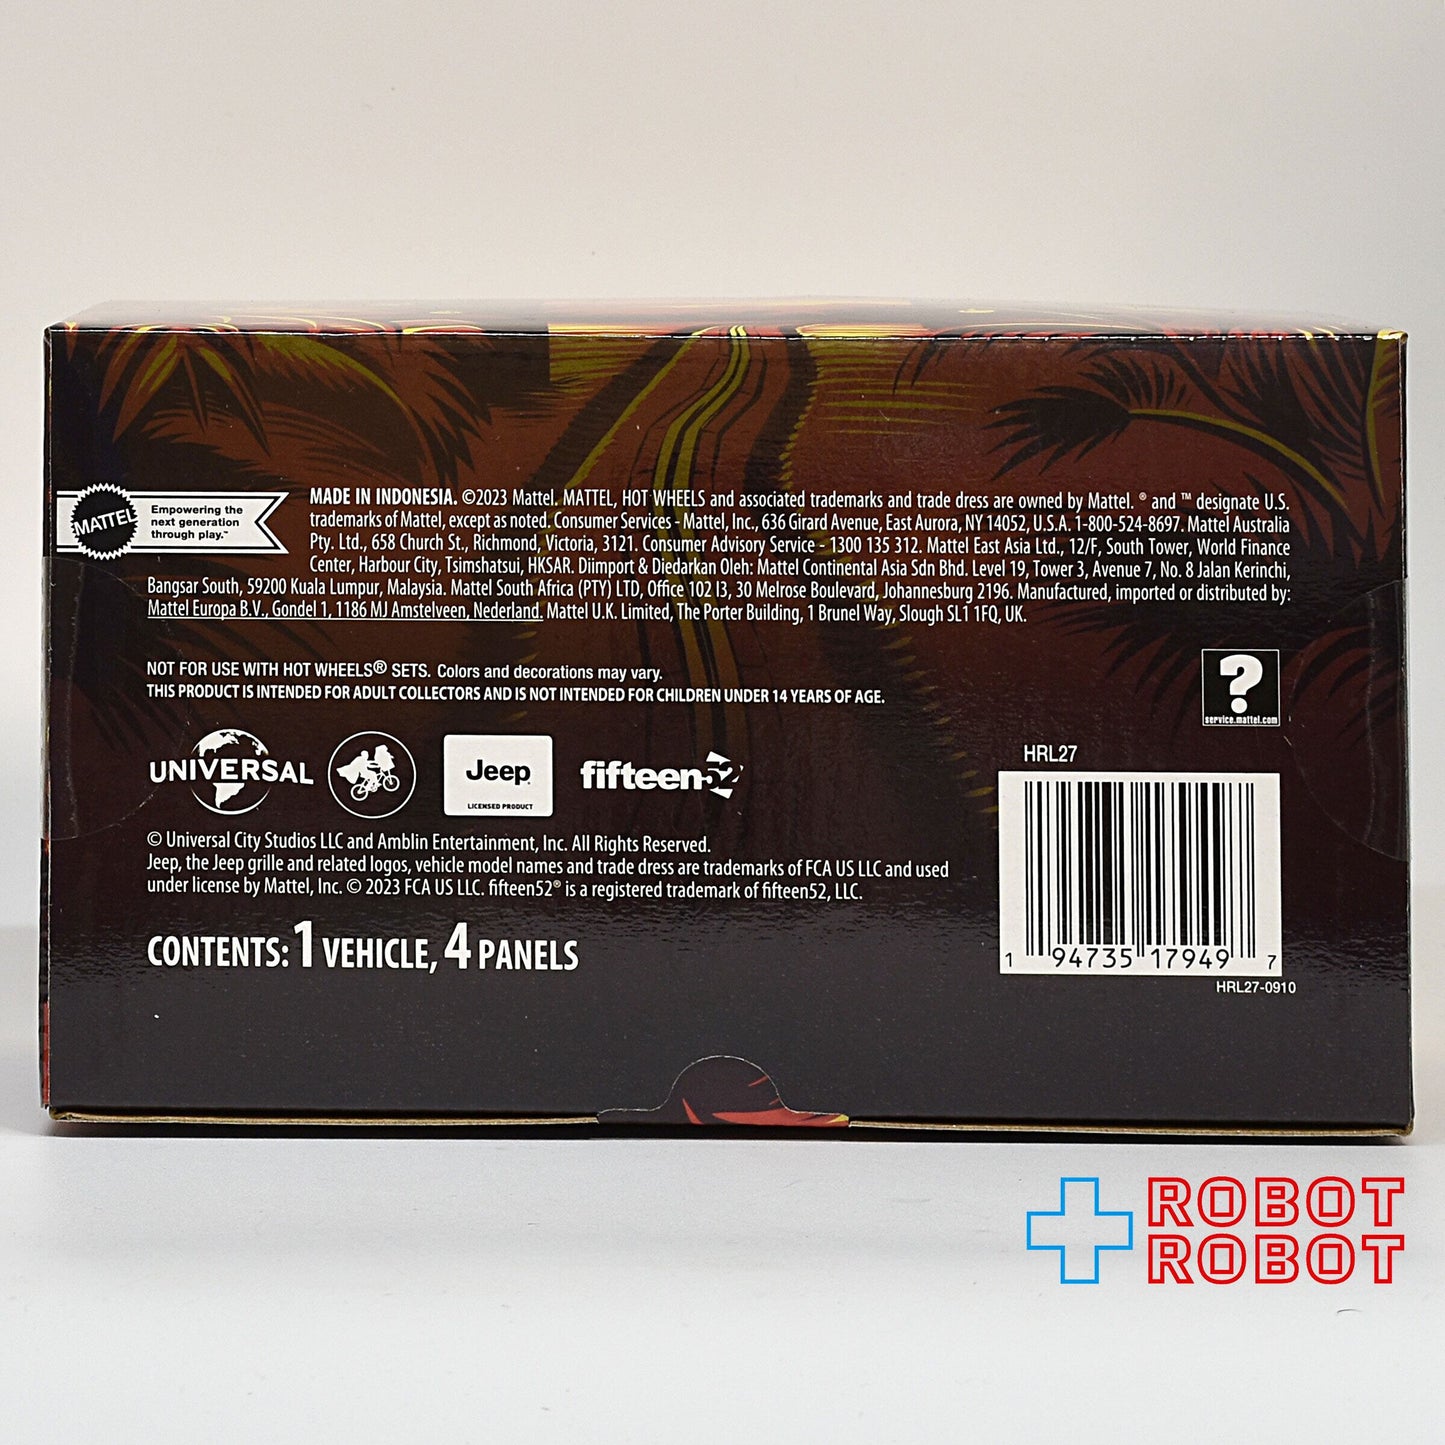 MATTEL
Empowering the
next generation
through play.™
MADE IN INDONESIA. ©2023 Mattel. MATTEL, HOT WHEELS and associated trademarks and trade dress are owned by Mattel. ® and ™ designate U.S.
trademarks of Mattel, except as noted. Consumer Services - Mattel, Inc., 636 Girard Avenue, East Aurora, NY 14052, U.S.A. 1-800-524-8697. Mattel Australia
Pty. Ltd., 658 Church St., Richmond, Victoria, 3121. Consumer Advisory Service - 1300 135 312. Mattel East Asia Ltd., 12/F, South Tower, World Finance
Center, Harbour City, Tsimshatsui, HKSAR. Diimport & Diedarkan Oleh: Mattel Continental Asia Sdn Bhd. Level 19, Tower 3, Avenue 7, No. 8 Jalan Kerinchi,
Bangsar South, 59200 Kuala Lumpur, Malaysia. Mattel South Africa (PTY) LTD, Office 102 I3, 30 Melrose Boulevard, Johannesburg 2196. Manufactured, imported or distributed by:
Mattel Europa B.V., Gondel 1, 1186 MJ Amstelveen, Nederland. Mattel U.K. Limited, The Porter Building, 1 Brunel Way, Slough SL1 1FQ, UK.
NOT FOR USE WITH HOT WHEELS® SETS. Colors and decorations may vary.
THIS PRODUCT IS INTENDED FOR ADULT COLLECTORS AND IS NOT INTENDED FOR CHILDREN UNDER 14 YEARS OF AGE.
?
service.mattel.com
UNIVERSAL
Jeep
LICENSED PRODUCT
fifteen52
© Universal City Studios LLC and Amblin Entertainment, Inc. All Rights Reserved.
Jeep, the Jeep grille and related logos, vehicle model names and trade dress are trademarks of FCA US LLC and used
under license by Mattel, Inc. © 2023 FCA US LLC. fifteen52® is a registered trademark of fifteen52, LLC.
CONTENTS: 1 VEHICLE, 4 PANELS
HRL27
1 94735 17949 7
HRL27-0910
ROBOT
ROBOT